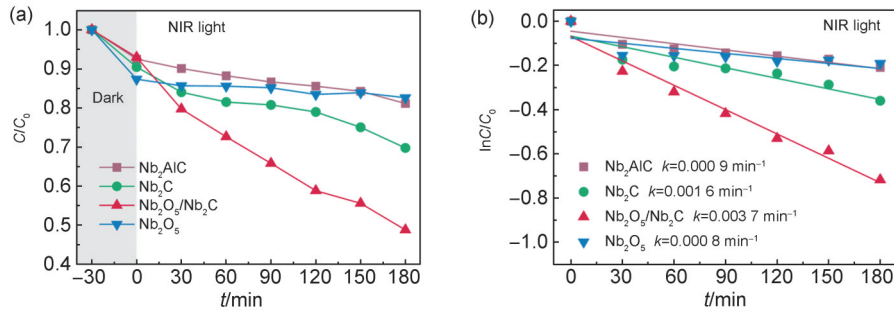 (a)
NIR light
Dark
Nb₂AlC
Nb₂C
Nb₂O₅/Nb₂C
Nb₂O₅
C/C₀
1.0
0.9
0.8
0.7
0.6
0.5
0.4
−30 0 30 60 90 120 150 180
t/min
(b)
NIR light
Nb₂AlC k=0.000 9 min⁻¹
Nb₂C k=0.001 6 min⁻¹
Nb₂O₅/Nb₂C k=0.003 7 min⁻¹
Nb₂O₅ k=0.000 8 min⁻¹
lnC/C₀
−0.0
−0.2
−0.4
−0.6
−0.8
−1.0
0 30 60 90 120 150 180
t/min